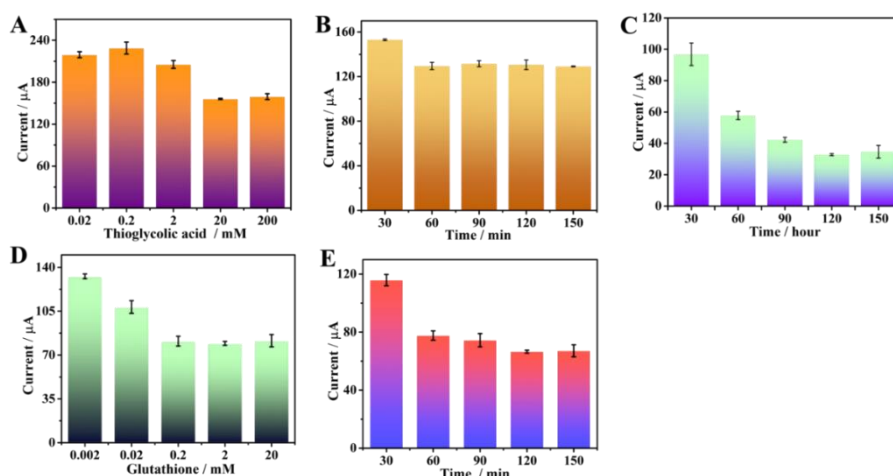 A
Current / μA
240
180
120
60
0
0.02 0.2 2 20 200
Thioglycolic acid / mM
B
Current / μA
160
120
80
40
0
30 60 90 120 150
Time / min
C
Current / μA
120
100
80
60
40
20
0
30 60 90 120 150
Time / hour
D
Current / μA
140
105
70
35
0
0.002 0.02 0.2 2 20
Glutathione / mM
E
Current / μA
120
80
40
0
30 60 90 120 150
Time / min